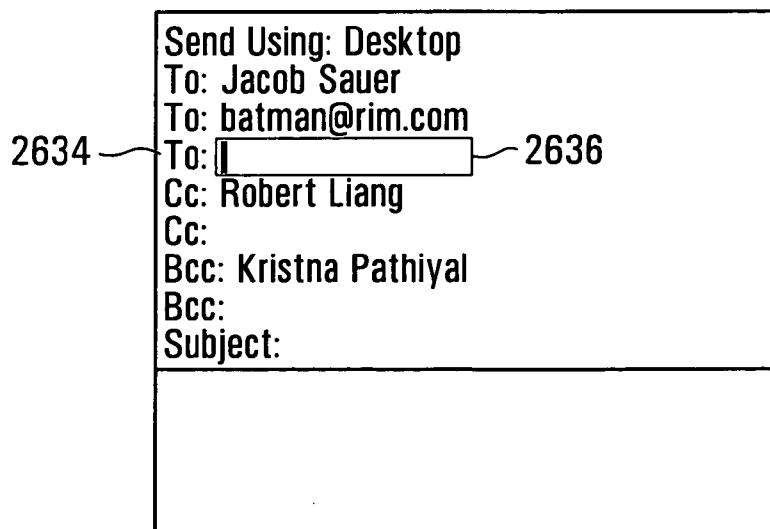 Send Using: Desktop
To: Jacob Sauer
To: batman@rim.com
2634 To: 2636
Cc: Robert Liang
Cc:
Bcc: Kristna Pathiyal
Bcc:
Subject: